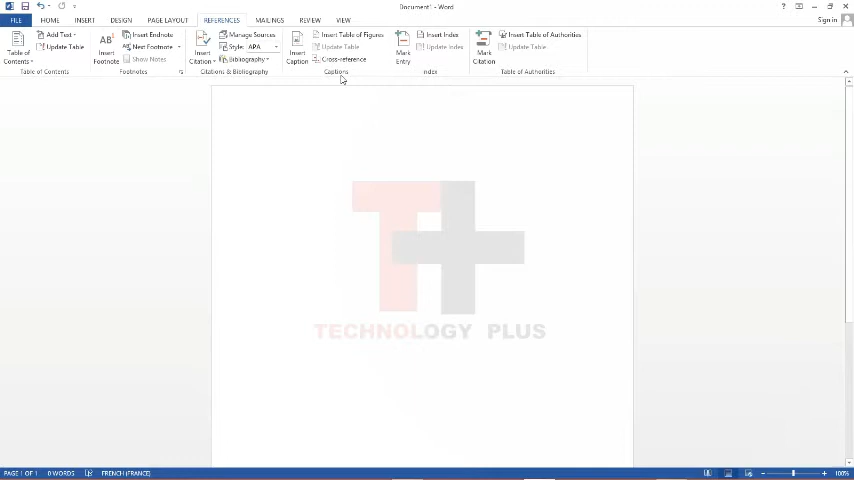 Document1 - Word
Sign in
FILE HOME INSERT DESIGN PAGE LAYOUT REFERENCES MAILINGS REVIEW VIEW
Table of Contents
Add Text
Update Table
Table of Contents
AB1
Insert Footnote
Insert Endnote
Next Footnote
Show Notes
Footnotes
Insert Citation
Manage Sources
Style: APA
Bibliography
Citations & Bibliography
Insert Caption
Insert Table of Figures
Update Table
Cross-reference
Captions
Mark Entry
Insert Index
Update Index
Index
Mark Citation
Insert Table of Authorities
Update Table
Table of Authorities
TECHNOLOGY PLUS
PAGE 1 OF 1 0 WORDS FRENCH (FRANCE) 100%